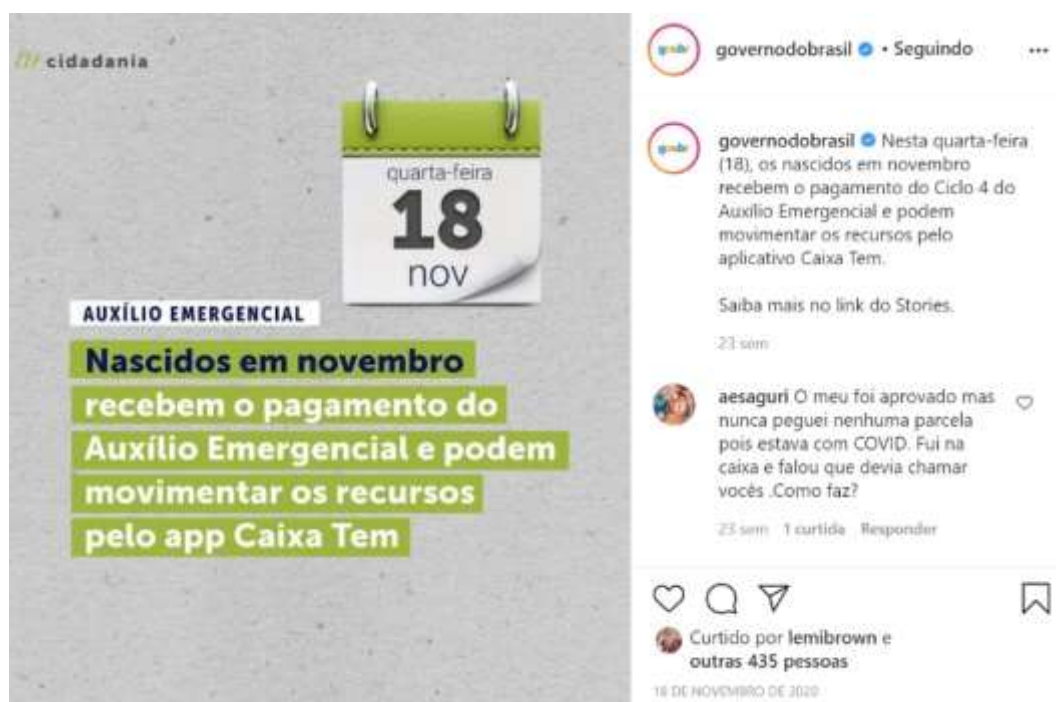 cidadania
quarta-feira
18
nov
AUXÍLIO EMERGENCIAL
Nascidos em novembro
recebem o pagamento do
Auxílio Emergencial e podem
movimentar os recursos
pelo app Caixa Tem
governodobrasil • Seguindo
governodobrasil Nesta quarta-feira
(18), os nascidos em novembro
recebem o pagamento do Ciclo 4 do
Auxílio Emergencial e podem
movimentar os recursos pelo
aplicativo Caixa Tem.
Saiba mais no link do Stories.
23 sem
aesaguri O meu foi aprovado mas
nunca peguei nenhuma parcela
pois estava com COVID. Fui na
caixa e falou que devia chamar
vocês .Como faz?
23 sem 1 curtida Responder
Curtido por lemibrown e
outras 435 pessoas
18 DE NOVEMBRO DE 2020